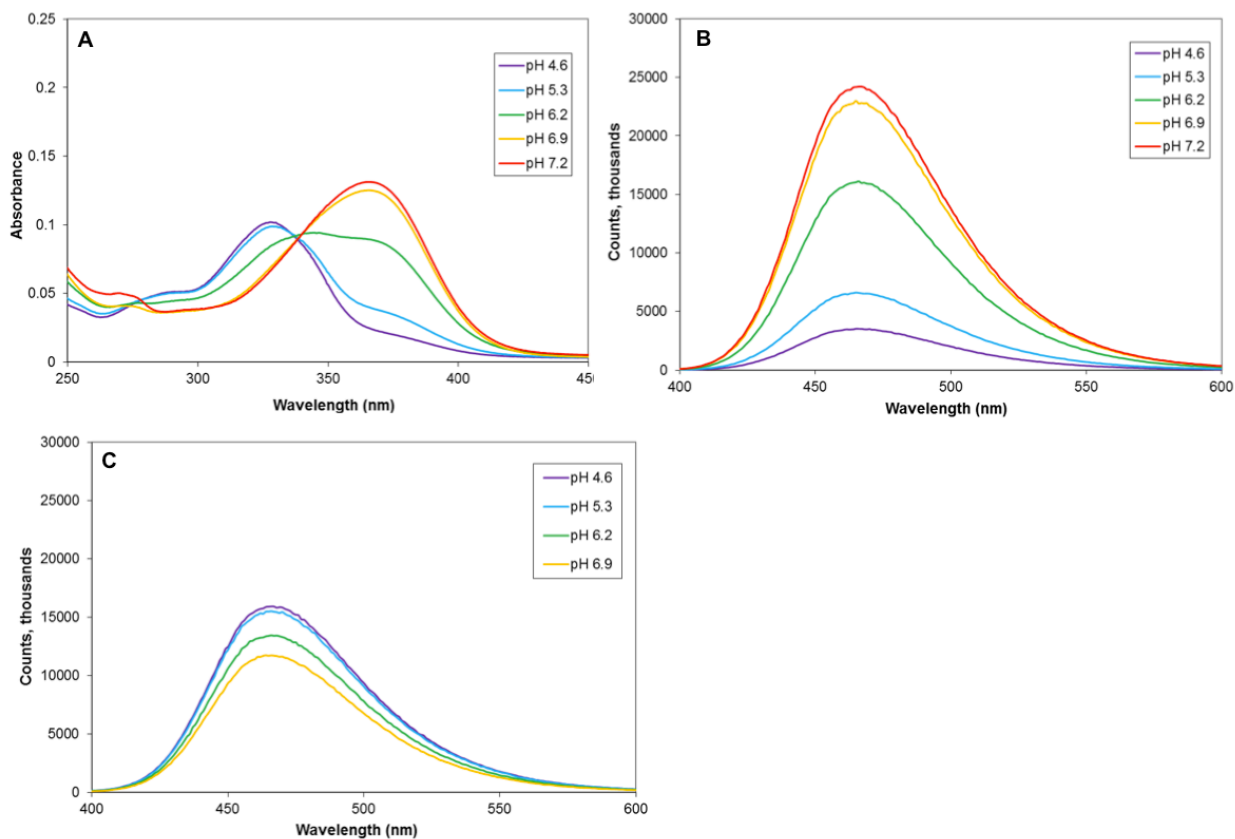 A
0.25
0.2
0.15
0.1
0.05
0
Absorbance
250
300
350
400
450
Wavelength (nm)
pH 4.6
pH 5.3
pH 6.2
pH 6.9
pH 7.2
B
30000
25000
20000
15000
10000
5000
0
Counts, thousands
400
450
500
550
600
Wavelength (nm)
pH 4.6
pH 5.3
pH 6.2
pH 6.9
pH 7.2
C
30000
25000
20000
15000
10000
5000
0
Counts, thousands
400
450
500
550
600
Wavelength (nm)
pH 4.6
pH 5.3
pH 6.2
pH 6.9